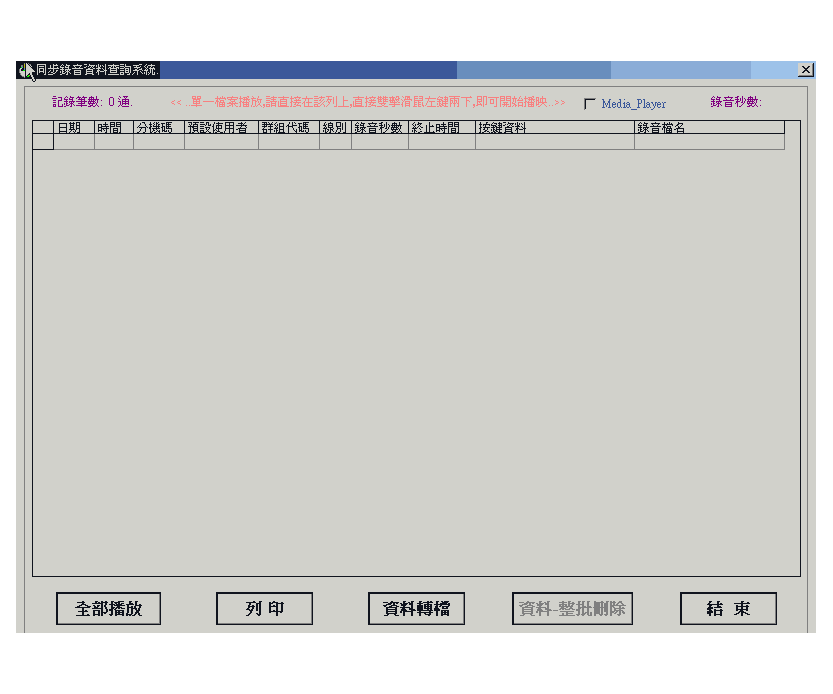 同步錄音資料查詢系統.
記錄筆數: 0 通. << ..單一檔案播放,請直接在該列上,直接雙擊滑鼠左鍵兩下,即可開始播映..>> Media_Player 錄音秒數:
日期 時間 分機碼 預設使用者 群組代碼 線別 錄音秒數 終止時間 按鍵資料 錄音檔名
全部播放 列 印 資料轉檔 資料-整批刪除 結 束